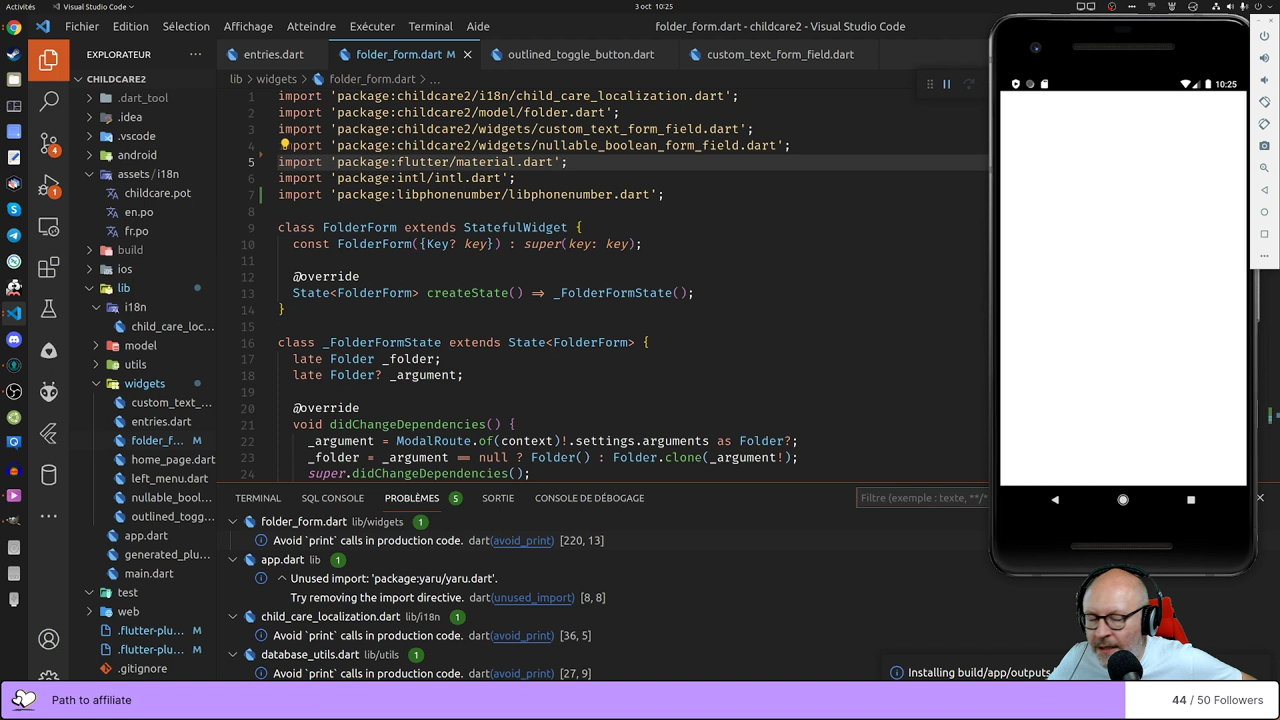 Activités
Visual Studio Code
3 oct 10:25
Fichier Edition Sélection Affichage Atteindre Exécuter Terminal Aide
folder_form.dart - childcare2 - Visual Studio Code
EXPLORATEUR
entries.dart
folder_form.dart M
outlined_toggle_button.dart
custom_text_form_field.dart
CHILDCARE2
.dart_tool
.idea
.vscode
android
assets/i18n
childcare.pot
en.po
fr.po
build
ios
lib
i18n
child_care_loc...
model
utils
widgets
custom_text_...
entries.dart
folder_f... M
home_page.dart
left_menu.dart
nullable_bool...
outlined_togg...
app.dart
generated_plu...
main.dart
test
web
.flutter-plu... M
.flutter-plu... M
.gitignore
4
1
lib > widgets > folder_form.dart > ...
1 import 'package:childcare2/i18n/child_care_localization.dart';
2 import 'package:childcare2/model/folder.dart';
3 import 'package:childcare2/widgets/custom_text_form_field.dart';
4 import 'package:childcare2/widgets/nullable_boolean_form_field.dart';
5 import 'package:flutter/material.dart';
6 import 'package:intl/intl.dart';
7 import 'package:libphonenumber/libphonenumber.dart';
8
9 class FolderForm extends StatefulWidget {
10 const FolderForm({Key? key}) : super(key: key);
11
12 @override
13 State<FolderForm> createState() => _FolderFormState();
14 }
15
16 class _FolderFormState extends State<FolderForm> {
17 late Folder _folder;
18 late Folder? _argument;
19
20 @override
21 void didChangeDependencies() {
22 _argument = ModalRoute.of(context)!.settings.arguments as Folder?;
23 _folder = _argument == null ? Folder() : Folder.clone(_argument!);
24 super.didChangeDependencies();
TERMINAL SQL CONSOLE PROBLÈMES 5 SORTIE CONSOLE DE DÉBOGAGE
Filtre (exemple : texte, **/*
folder_form.dart lib/widgets 1
Avoid `print` calls in production code. dart(avoid_print) [220, 13]
app.dart lib 1
Unused import: 'package:yaru/yaru.dart'.
Try removing the import directive. dart(unused_import) [8, 8]
child_care_localization.dart lib/i18n 1
Avoid `print` calls in production code. dart(avoid_print) [36, 5]
database_utils.dart lib/utils 1
Avoid `print` calls in production code. dart(avoid_print) [27, 9]
Installing build/app/outputs
10:25
Path to affiliate
44 / 50 Followers